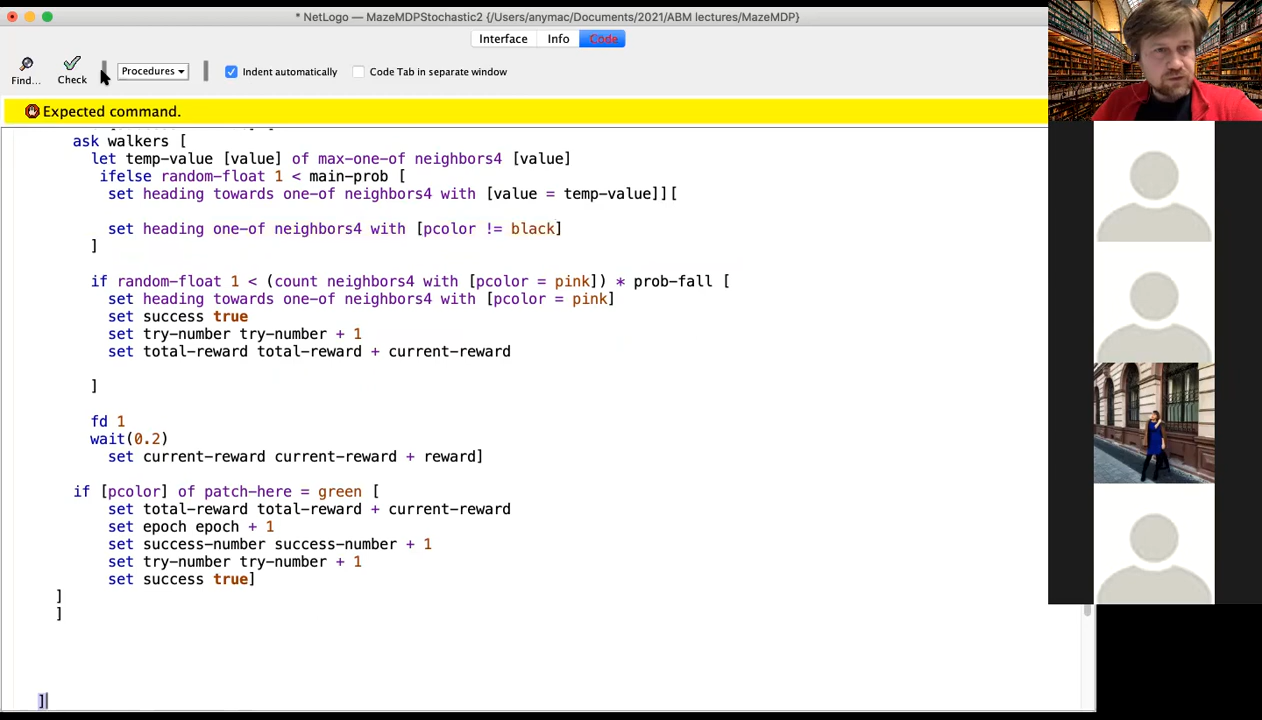 * NetLogo — MazeMDPStochastic2 {/Users/anymac/Documents/2021/ABM lectures/MazeMDP}
Interface Info Code
Find... Check Procedures Indent automatically Code Tab in separate window
Expected command.
ask walkers [
let temp-value [value] of max-one-of neighbors4 [value]
ifelse random-float 1 < main-prob [
set heading towards one-of neighbors4 with [value = temp-value]][
set heading one-of neighbors4 with [pcolor != black]
]
if random-float 1 < (count neighbors4 with [pcolor = pink]) * prob-fall [
set heading towards one-of neighbors4 with [pcolor = pink]
set success true
set try-number try-number + 1
set total-reward total-reward + current-reward
]
fd 1
wait(0.2)
set current-reward current-reward + reward]
if [pcolor] of patch-here = green [
set total-reward total-reward + current-reward
set epoch epoch + 1
set success-number success-number + 1
set try-number try-number + 1
set success true]
]
]
]